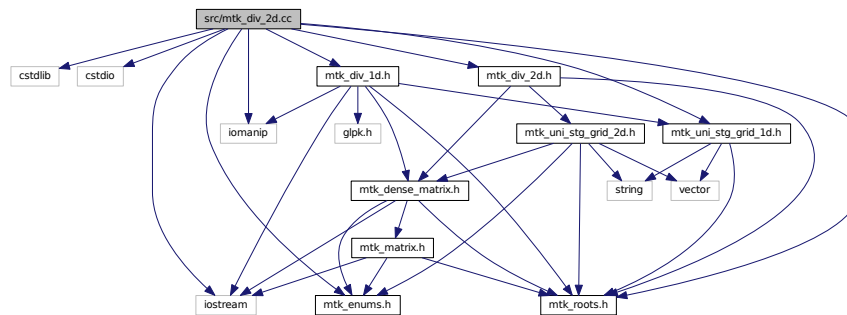 src/mtk_div_2d.cc
cstdlib
cstdio
mtk_div_1d.h
mtk_div_2d.h
iomanip
glpk.h
mtk_uni_stg_grid_2d.h
mtk_uni_stg_grid_1d.h
mtk_dense_matrix.h
string
vector
mtk_matrix.h
iostream
mtk_enums.h
mtk_roots.h